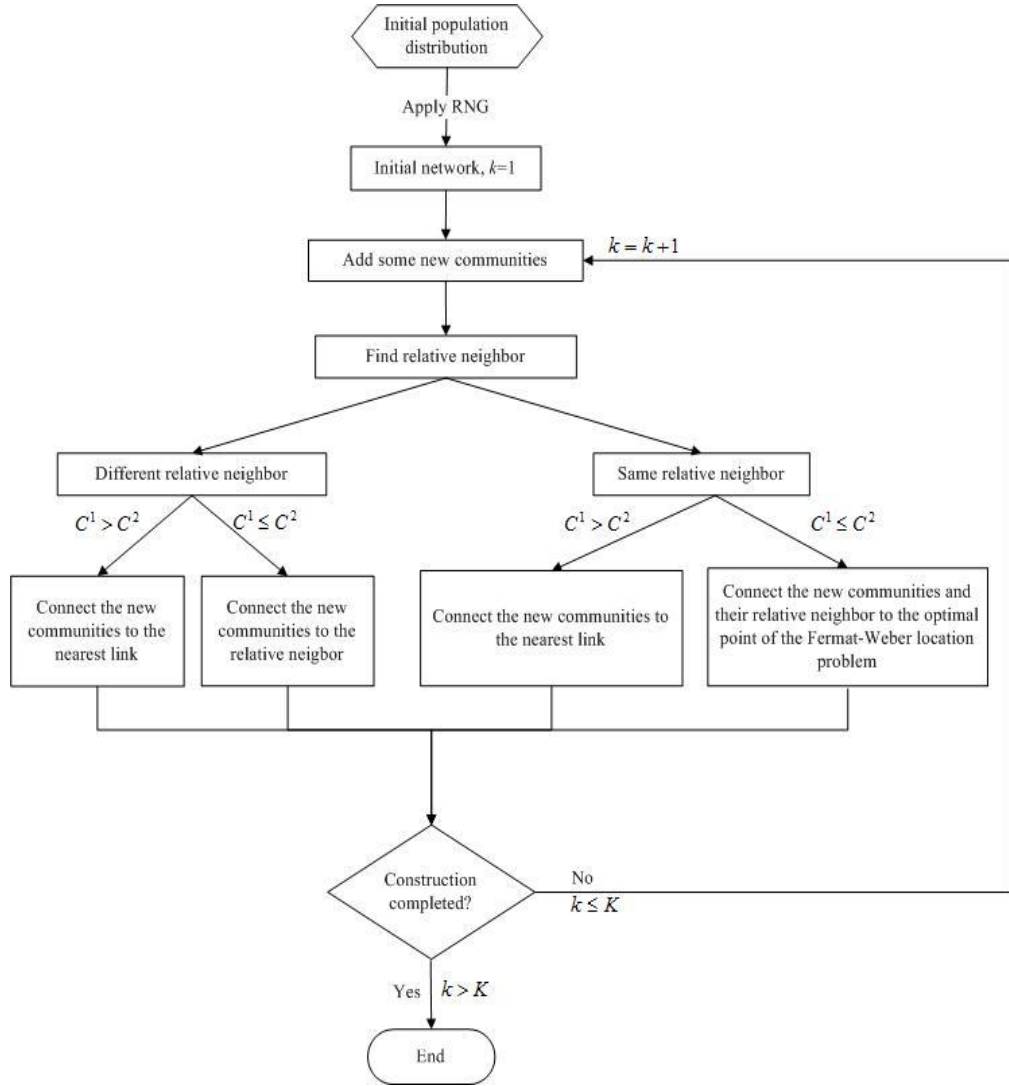 Initial population
distribution
Apply RNG
Initial network, k=1
Add some new communities
k = k+1
Find relative neighbor
Different relative neighbor
Same relative neighbor
C¹ > C²
C¹ ≤ C²
C¹ > C²
C¹ ≤ C²
Connect the new
communities to the
nearest link
Connect the new
communities to the
relative neigbor
Connect the new communities to
the nearest link
Connect the new communities and
their relative neighbor to the optimal
point of the Fermat-Weber location
problem
Construction
completed?
No
k ≤ K
Yes
k > K
End